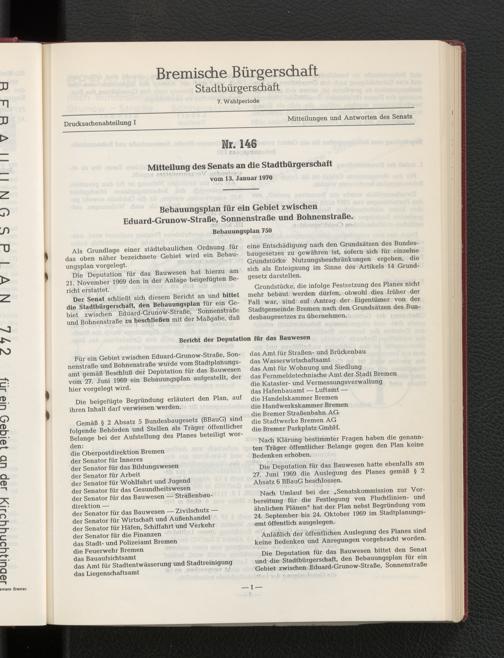 Bremische Bürgerschaft
Stadtbürgerschaft
7. Wahlperiode
Drucksachenabteilung I
Mitteilungen und Antworten des Senats
Nr. 146
Mitteilung des Senats an die Stadtbürgerschaft
vom 13. Januar 1970
Bebauungsplan für ein Gebiet zwischen
Eduard-Grunow-Straße, Sonnenstraße und Bohnenstraße.
Bebauungsplan 750
Als Grundlage einer städtebaulichen Ordnung für
das oben näher bezeichnete Gebiet wird ein Bebau-
ungsplan vorgelegt.
Die Deputation für das Bauwesen hat hierzu am
21. November 1969 den in der Anlage beigefügten Be-
richt erstattet.
Der Senat schließt sich diesem Bericht an und bittet
die Stadtbürgerschaft, den Bebauungsplan für ein Ge-
biet zwischen Eduard-Grunow-Straße, Sonnenstraße
und Bohnenstraße zu beschließen mit der Maßgabe, daß
eine Entschädigung nach den Grundsätzen des Bundes-
baugesetzes zu gewähren ist, sofern sich für einzelne
Grundstücke Nutzungsbeschränkungen ergeben, die
sich als Enteignung im Sinne des Artikels 14 Grund-
gesetz darstellen.
Grundstücke, die infolge Festsetzung des Planes nicht
mehr bebaut werden dürfen, obwohl dies früher der
Fall war, sind auf Antrag der Eigentümer von der
Stadtgemeinde Bremen nach den Grundsätzen des Bun-
desbaugesetzes zu übernehmen.
Bericht der Deputation für das Bauwesen
Für ein Gebiet zwischen Eduard-Grunow-Straße, Son-
nenstraße und Bohnenstraße wurde vom Stadtplanungs-
amt gemäß Beschluß der Deputation für das Bauwesen
vom 27. Juni 1969 ein Bebauungsplan aufgestellt, der
hier vorgelegt wird.
Die beigefügte Begründung erläutert den Plan, auf
ihren Inhalt darf verwiesen werden.
Gemäß § 2 Absatz 5 Bundesbaugesetz (BBauG) sind
folgende Behörden und Stellen als Träger öffentlicher
Belange bei der Aufstellung des Planes beteiligt wor-
den:
die Oberpostdirektion Bremen
der Senator für Inneres
der Senator für das Bildungswesen
der Senator für Arbeit
der Senator für Wohlfahrt und Jugend
der Senator für das Gesundheitswesen
der Senator für das Bauwesen — Straßenbau-
direktion —
der Senator für das Bauwesen — Zivilschutz —
der Senator für Wirtschaft und Außenhandel
der Senator für Häfen, Schiffahrt und Verkehr
der Senator für die Finanzen
das Stadt- und Polizeiamt Bremen
die Feuerwehr Bremen
das Bauaufsichtsamt
das Amt für Stadtentwässerung und Stadtreinigung
das Liegenschaftsamt
das Amt für Straßen- und Brückenbau
das Wasserwirtschaftsamt
das Amt für Wohnung und Siedlung
das Fernmeldetechnische Amt der Stadt Bremen
die Kataster- und Vermessungsverwaltung
das Hafenbauamt — Luftamt —
die Handelskammer Bremen
die Handwerkskammer Bremen
die Bremer Straßenbahn AG
die Stadtwerke Bremen AG
die Bremer Parkplatz GmbH.
Nach Klärung bestimmter Fragen haben die genann-
ten Träger öffentlicher Belange gegen den Plan keine
Bedenken erhoben.
Die Deputation für das Bauwesen hatte ebenfalls am
27. Juni 1969 die Auslegung des Planes gemäß § 2
Absatz 6 BBauG beschlossen.
Nach Umlauf bei der „Senatskommission zur Vor-
bereitung für die Festlegung von Fluchtlinien- und
ähnlichen Plänen" hat der Plan nebst Begründung vom
24. September bis 24. Oktober 1969 im Stadtplanungs-
amt öffentlich ausgelegen.
Anläßlich der öffentlichen Auslegung des Planes sind
keine Bedenken und Anregungen vorgebracht worden.
Die Deputation für das Bauwesen bittet den Senat
und die Stadtbürgerschaft, den Bebauungsplan für ein
Gebiet zwischen Eduard-Grunow-Straße, Sonnenstraße
— 1 —
BEBAUUNGSPLAN 742 für ein Gebiet an der Kirchhuchtinger